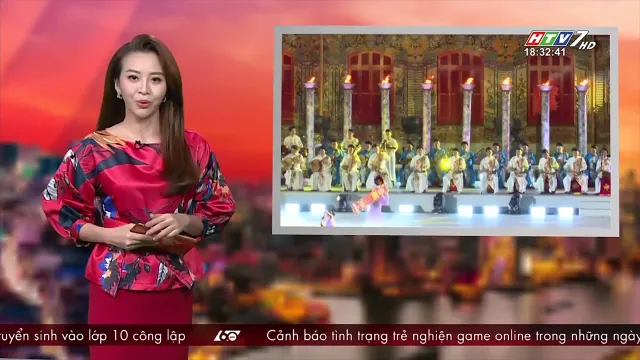 HTV7 HD
18:32:41
uyển sinh vào lớp 10 công lập 60 Cảnh báo tình trạng trẻ nghiện game online trong những ngày